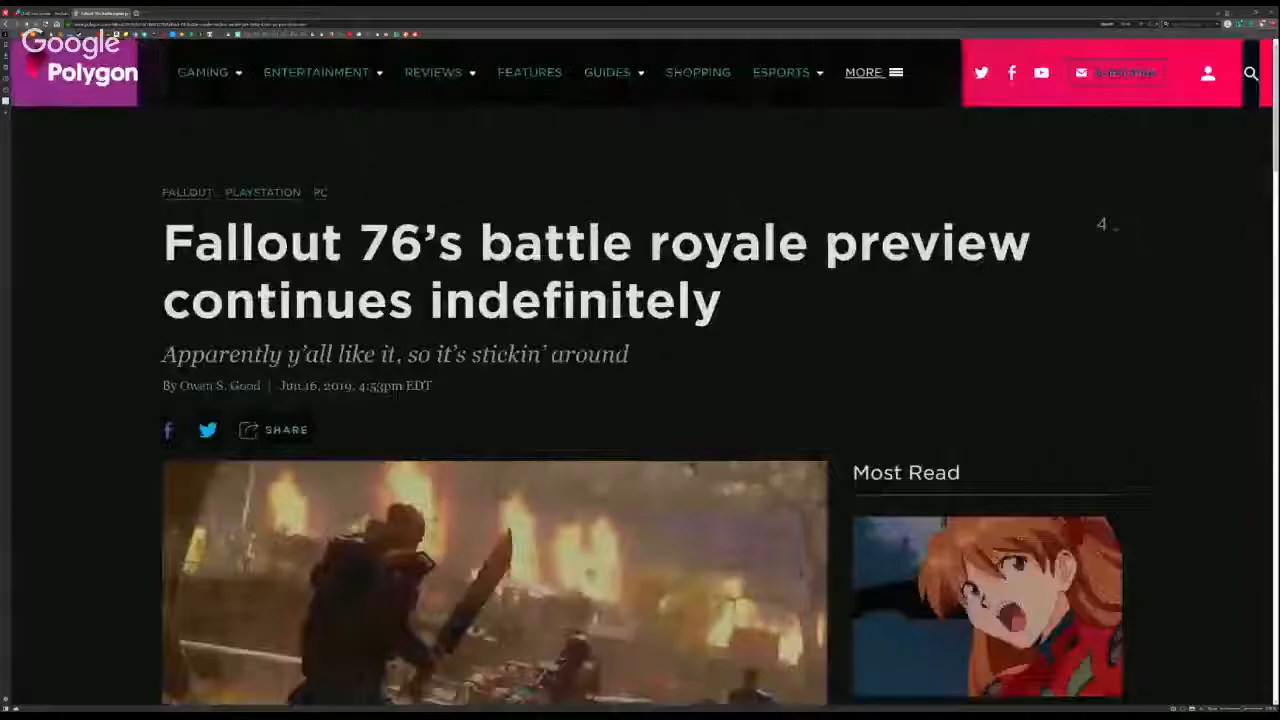 Google
Polygon
GAMING ENTERTAINMENT REVIEWS FEATURES GUIDES SHOPPING ESPORTS MORE SUBSCRIBE
FALLOUT PLAYSTATION PC
Fallout 76’s battle royale preview
continues indefinitely
4
Apparently y’all like it, so it’s stickin’ around
By Owen S. Good | Jun 16, 2019, 4:53pm EDT
SHARE
Most Read